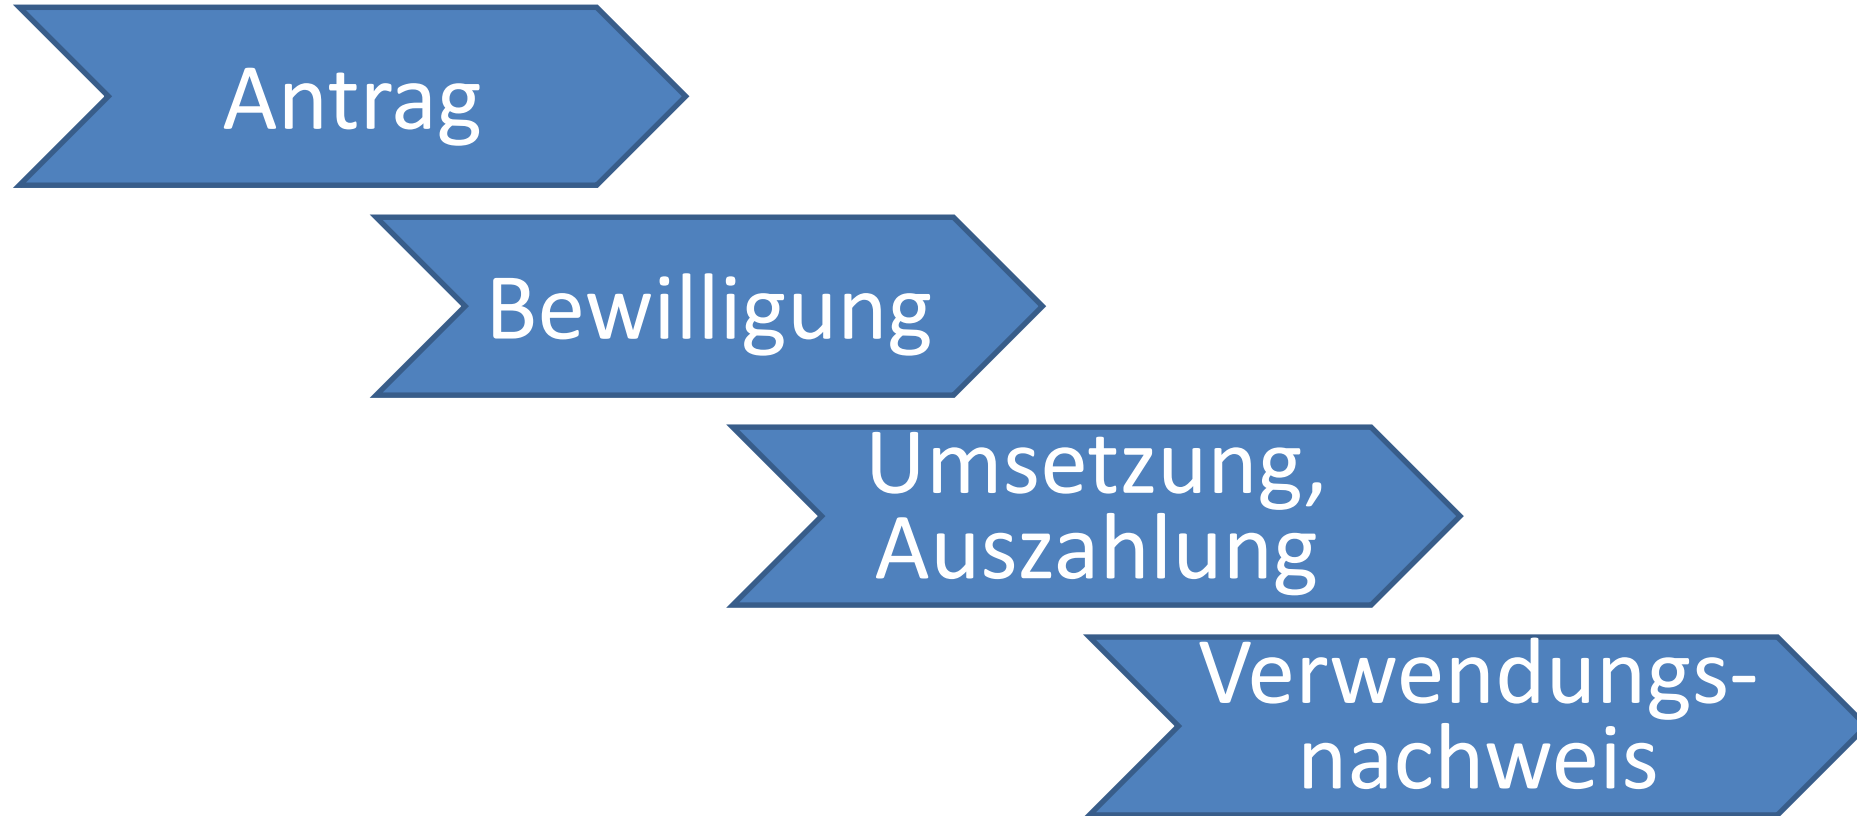 Antrag
Bewilligung
Umsetzung,
Auszahlung
Verwendungs-
nachweis